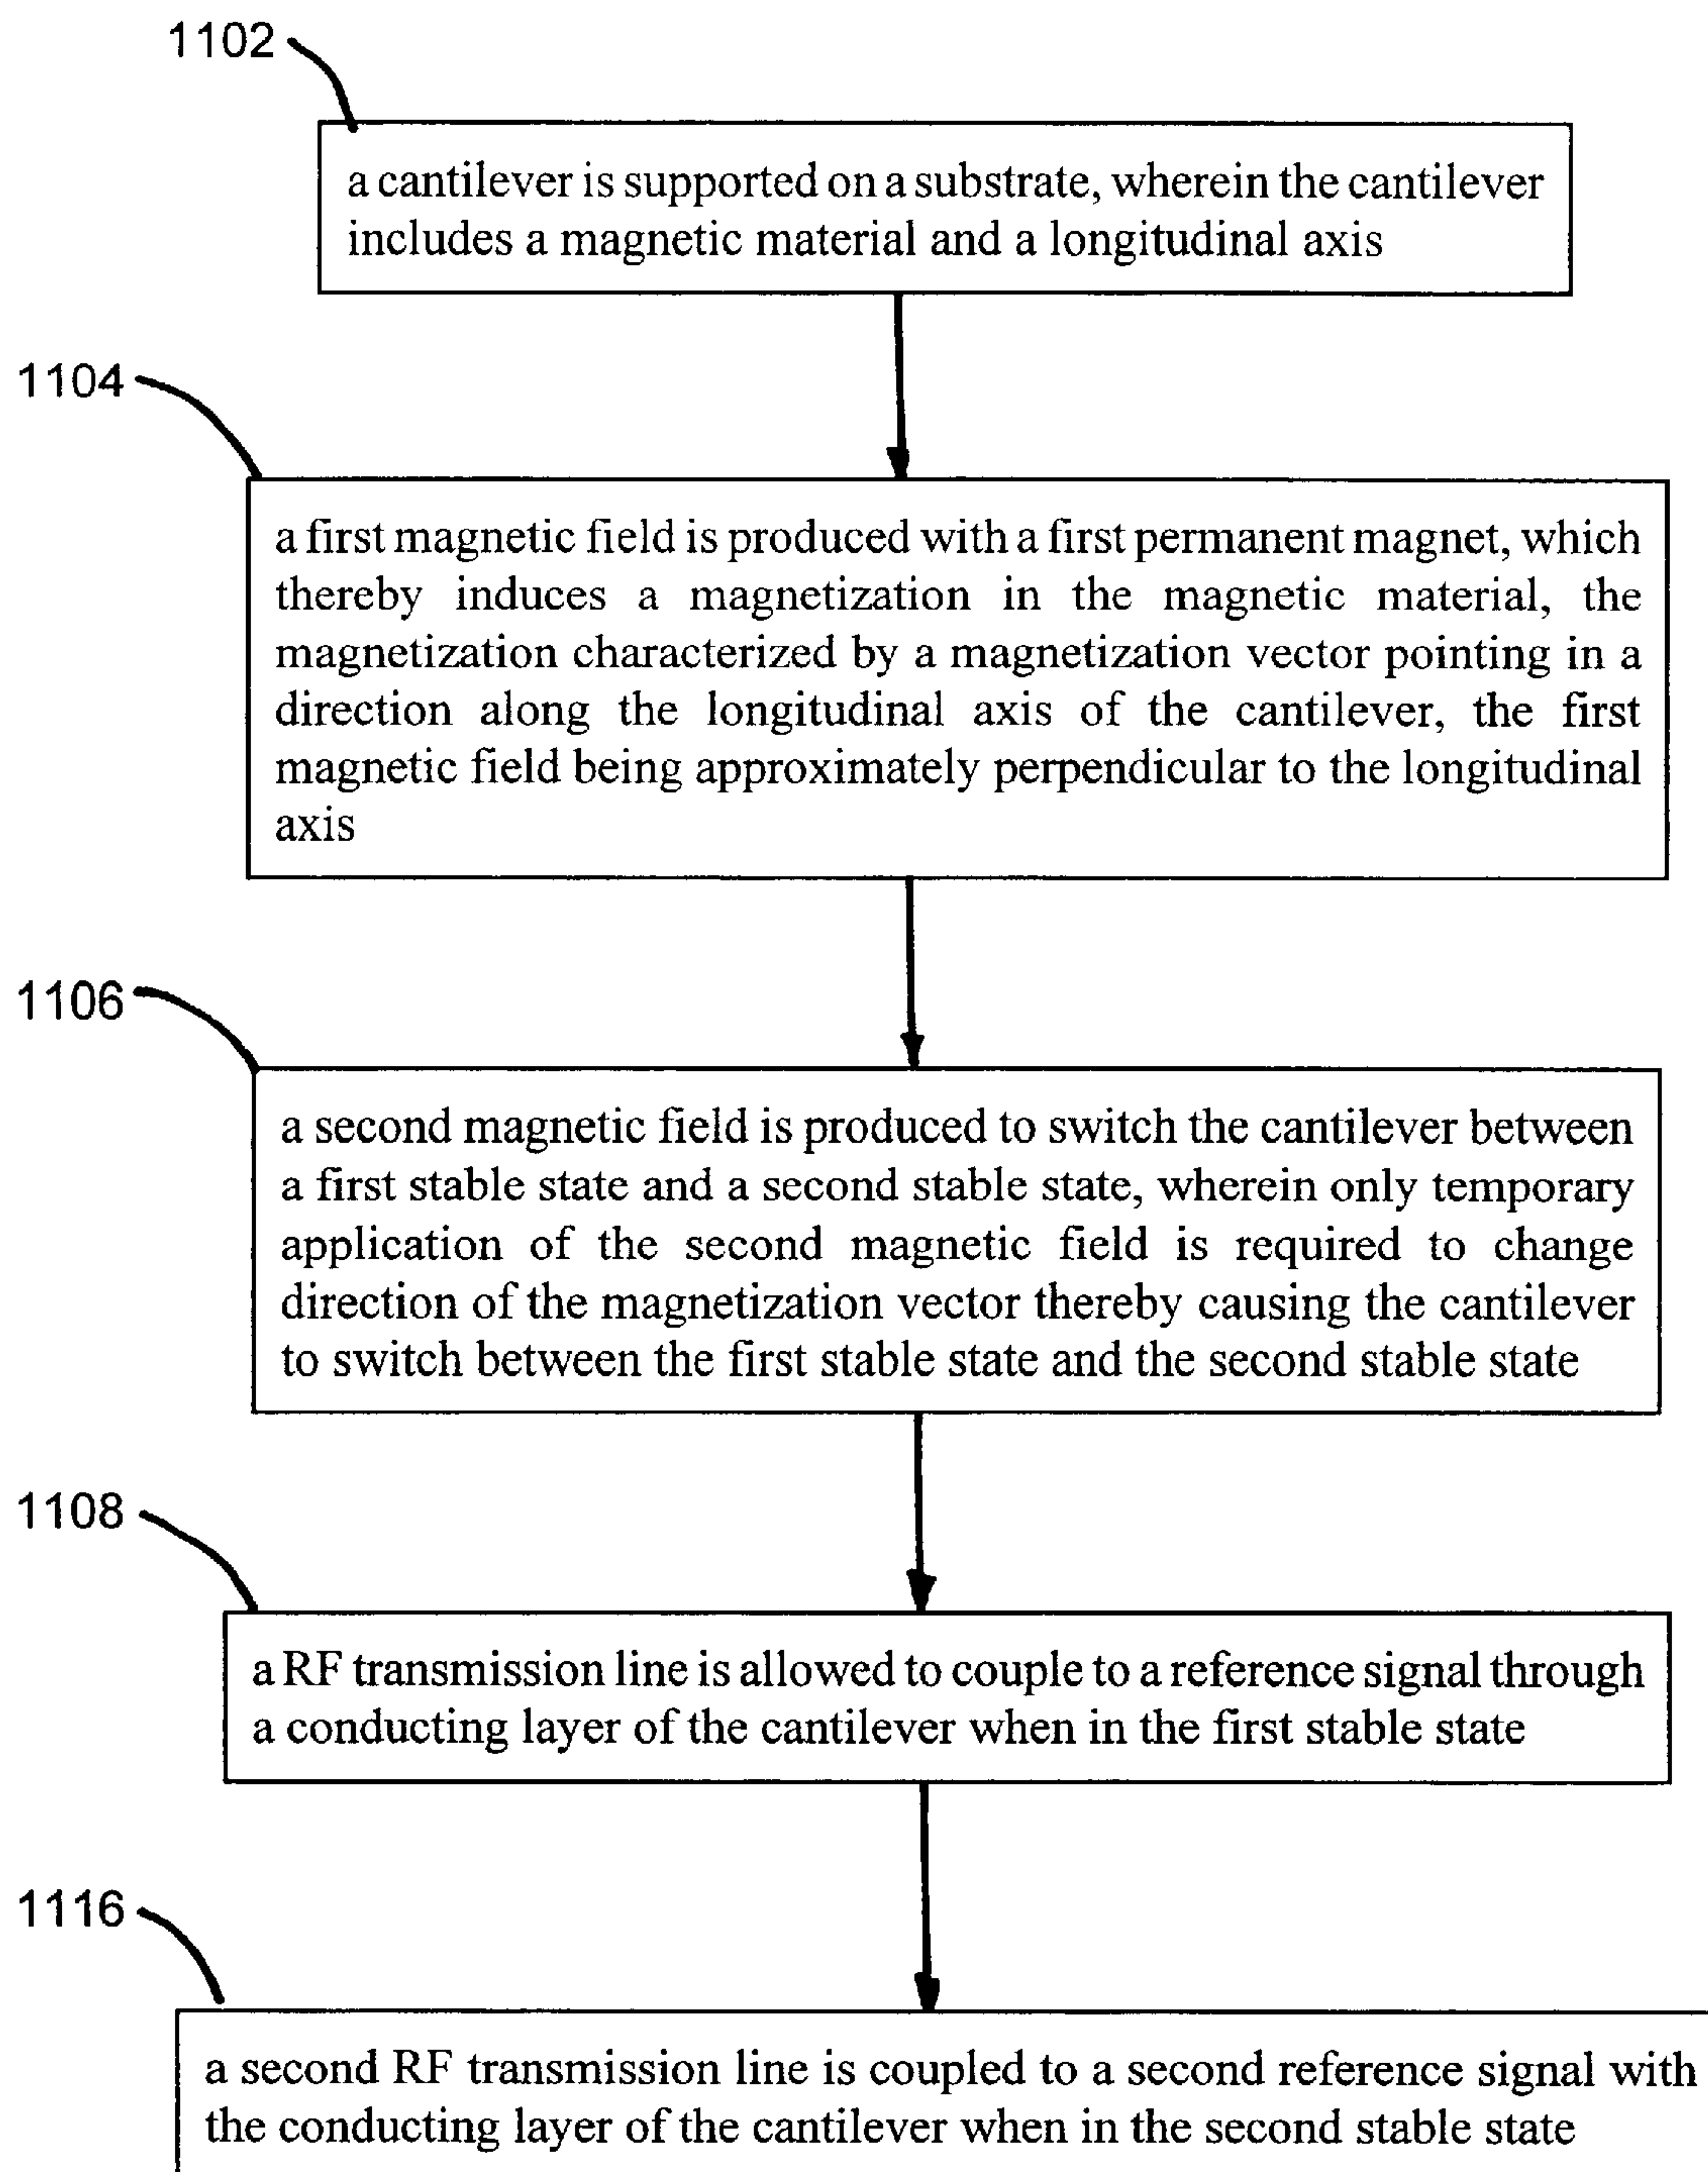 1102
a cantilever is supported on a substrate, wherein the cantilever
includes a magnetic material and a longitudinal axis
1104
a first magnetic field is produced with a first permanent magnet, which
thereby induces a magnetization in the magnetic material, the
magnetization characterized by a magnetization vector pointing in a
direction along the longitudinal axis of the cantilever, the first
magnetic field being approximately perpendicular to the longitudinal
axis
1106
a second magnetic field is produced to switch the cantilever between
a first stable state and a second stable state, wherein only temporary
application of the second magnetic field is required to change
direction of the magnetization vector thereby causing the cantilever
to switch between the first stable state and the second stable state
1108
a RF transmission line is allowed to couple to a reference signal through
a conducting layer of the cantilever when in the first stable state
1116
a second RF transmission line is coupled to a second reference signal with
the conducting layer of the cantilever when in the second stable state